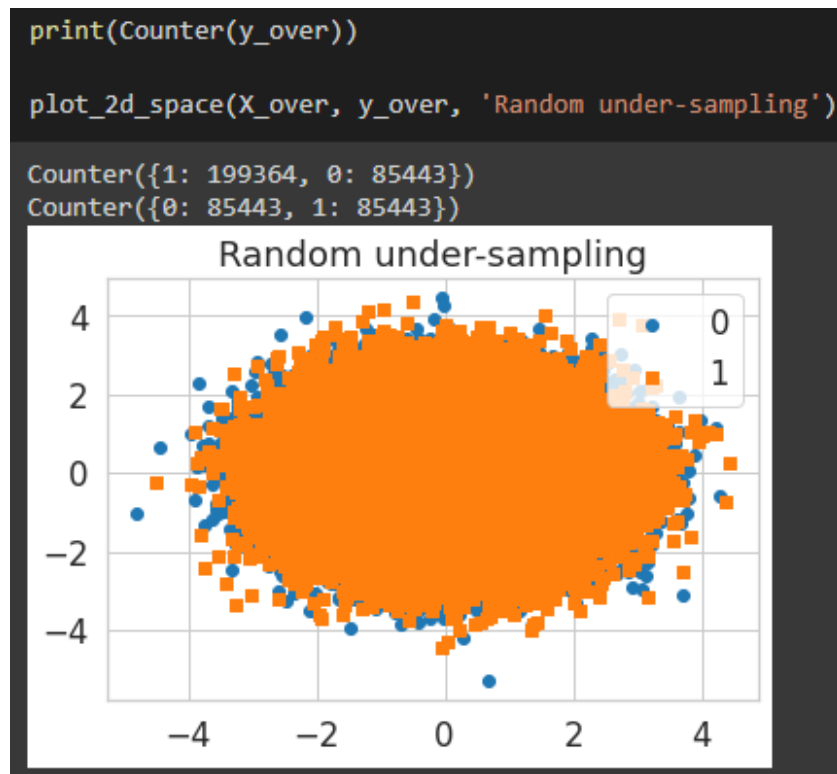 print(Counter(y_over))
plot_2d_space(X_over, y_over, 'Random under-sampling')
Counter({1: 199364, 0: 85443})
Counter({0: 85443, 1: 85443})
Random under-sampling
0
1
4
2
0
−2
−4
−4 −2 0 2 4